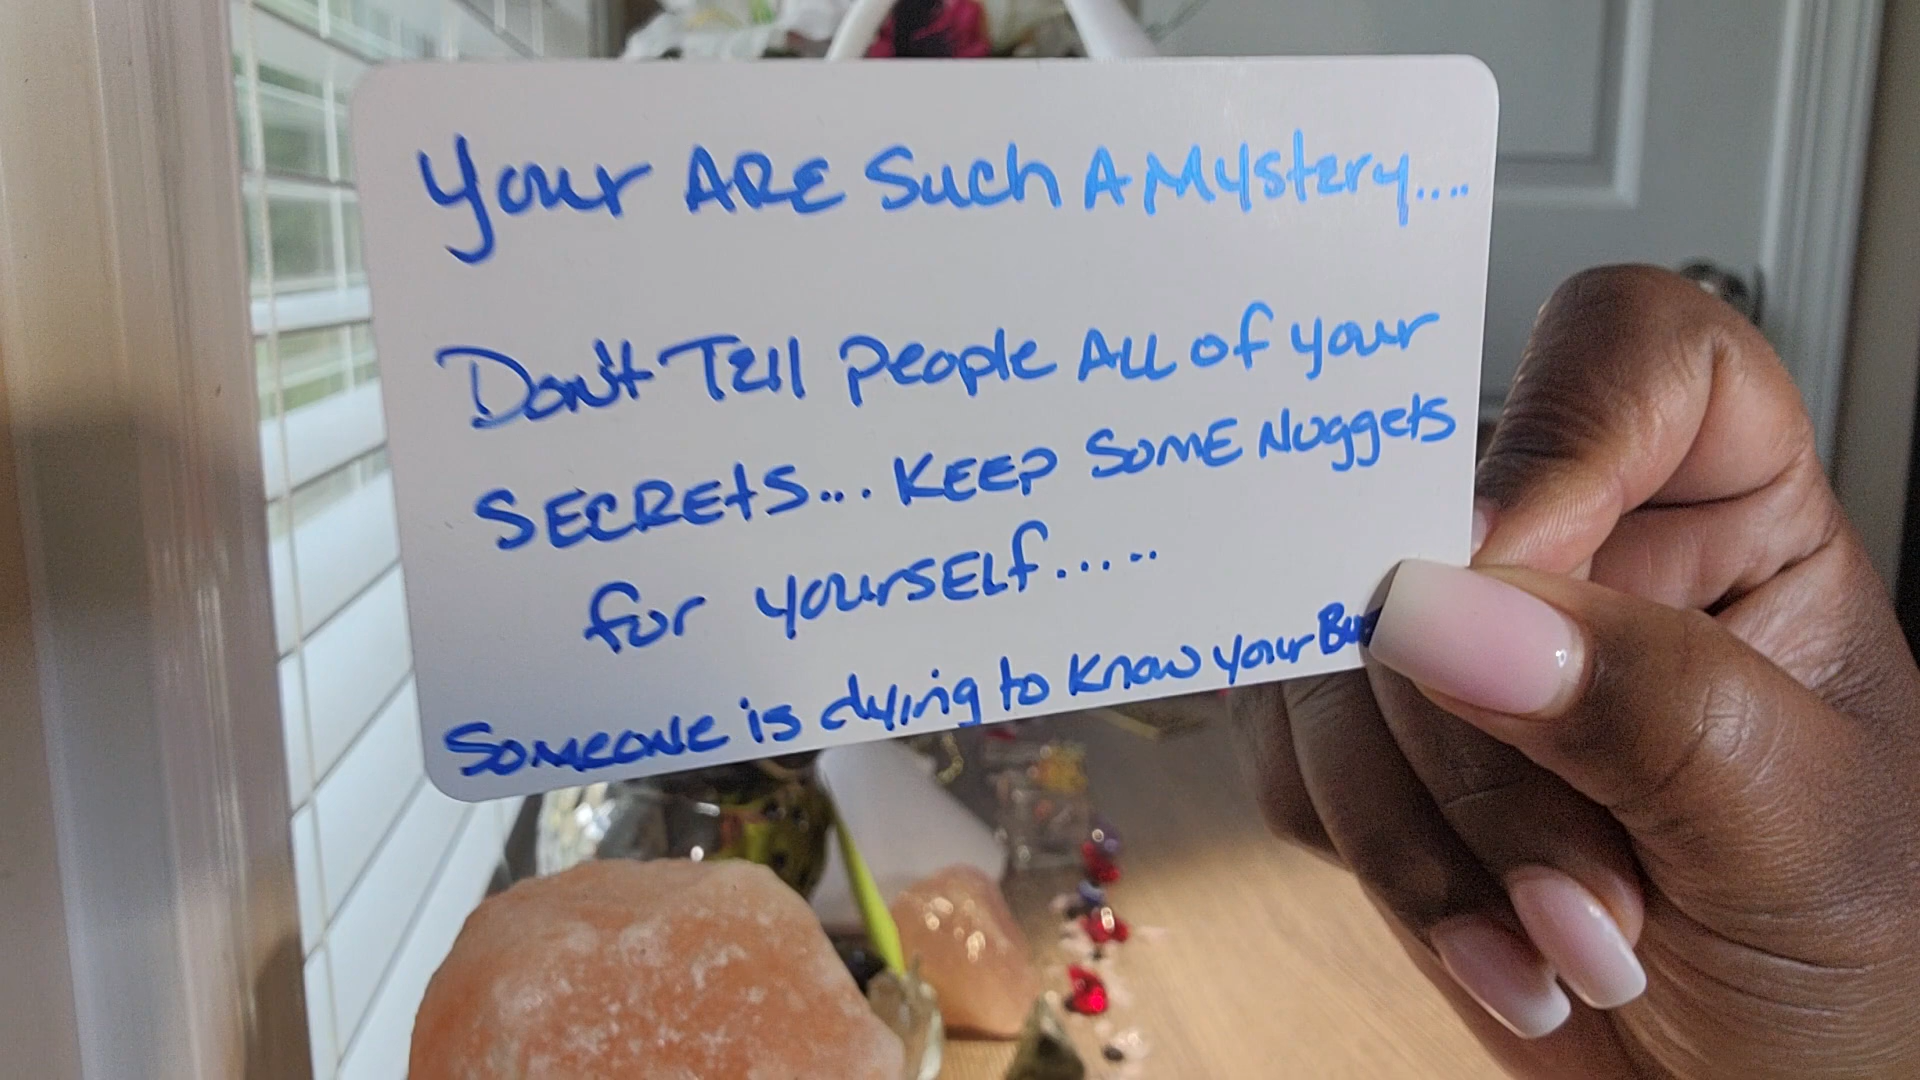 Your ARE Such A Mystery....
Don't Tell People All of your
SECREtS... KEEP SOME Nuggets
for yoursELf.....
Someone is dying to Know your